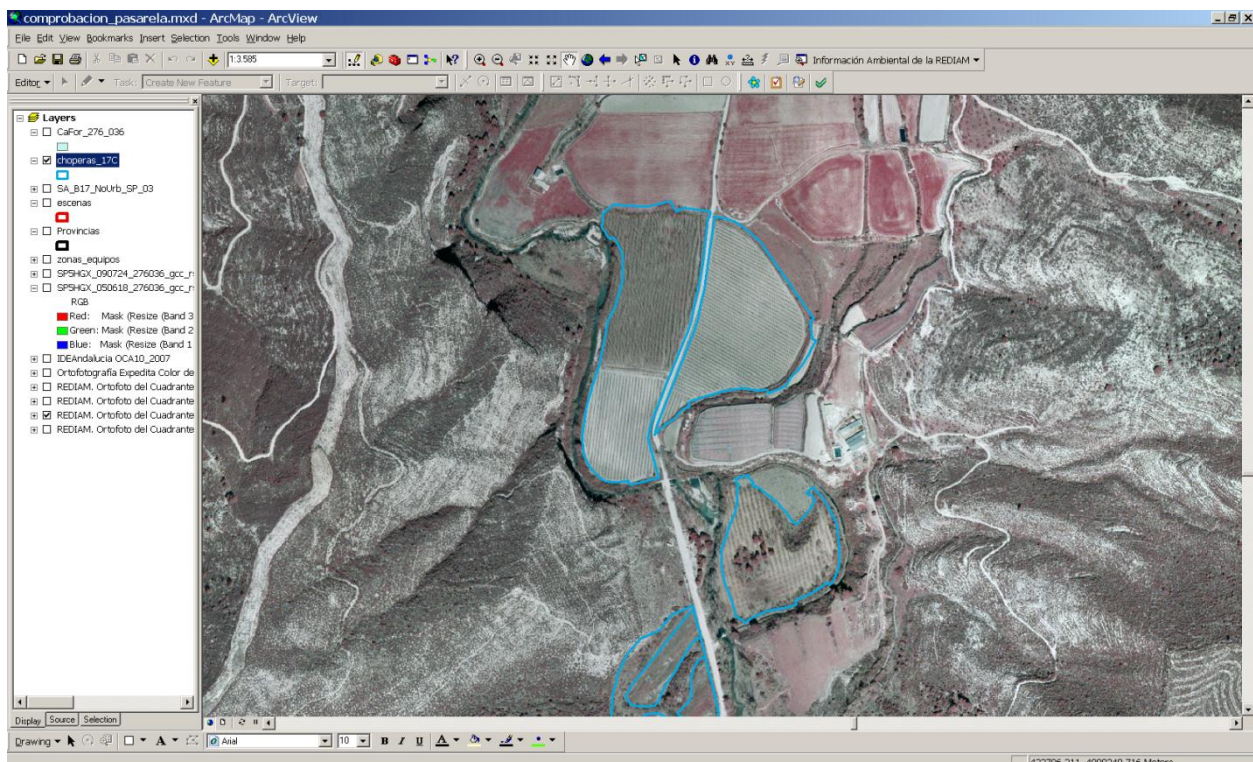 comprobacion_pasarela.mxd - ArcMap - ArcView
File Edit View Bookmarks Insert Selection Tools Window Help
1:3.585
Información Ambiental de la REDIAM
Editor Task: Create New Feature Target:
Layers
CaFor_276_036
choperas_17C
SA_B17_NoUrb_SP_03
escenas
Provincias
zonas_equipos
SP5HGX_090724_276036_gcc_r
SP5HGX_050618_276036_gcc_r
RGB
Red: Mask (Resize (Band 3
Green: Mask (Resize (Band 2
Blue: Mask (Resize (Band 1
IDEAndalucia OCA10_2007
Ortofotografía Expedita Color de
REDIAM. Ortofoto del Cuadrante
REDIAM. Ortofoto del Cuadrante
REDIAM. Ortofoto del Cuadrante
REDIAM. Ortofoto del Cuadrante
Display Source Selection
Drawing A Arial 10 B I U A